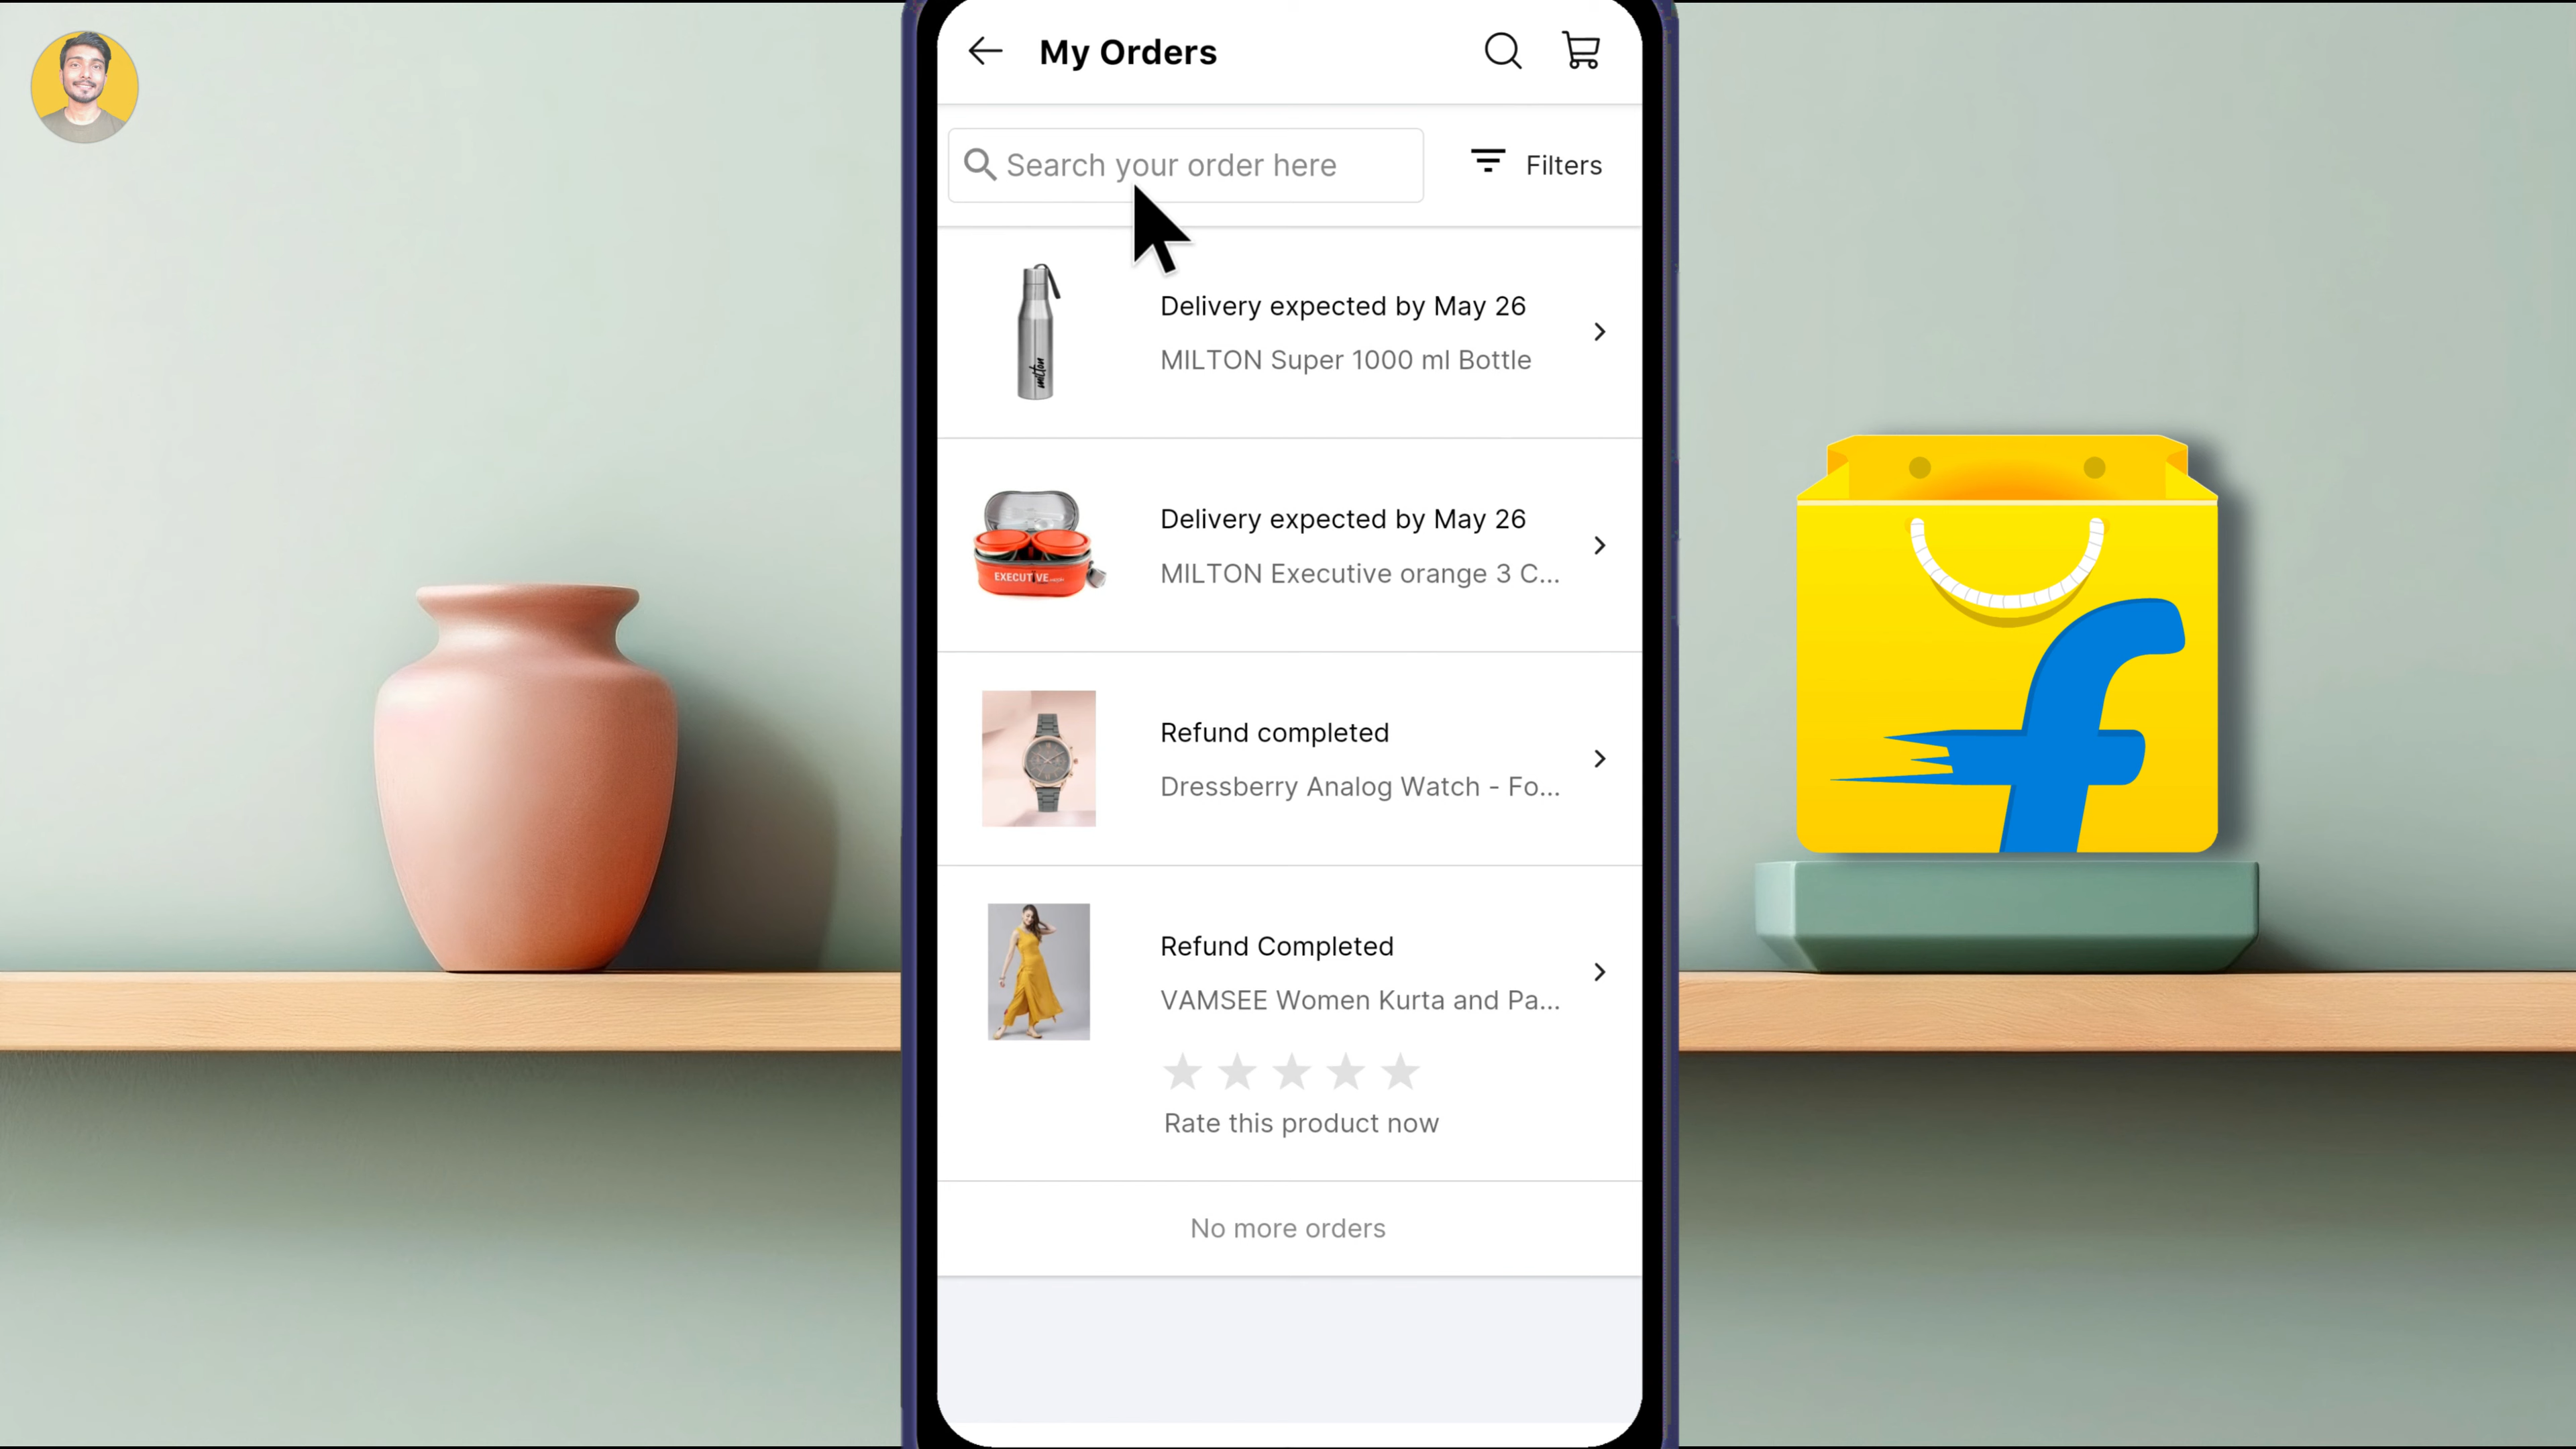 My Orders
Search your order here
Filters
Delivery expected by May 26
MILTON Super 1000 ml Bottle
milton
Delivery expected by May 26
MILTON Executive orange 3 C...
EXECUTIVE
Refund completed
Dressberry Analog Watch - Fo...
Refund Completed
VAMSEE Women Kurta and Pa...
Rate this product now
No more orders
f